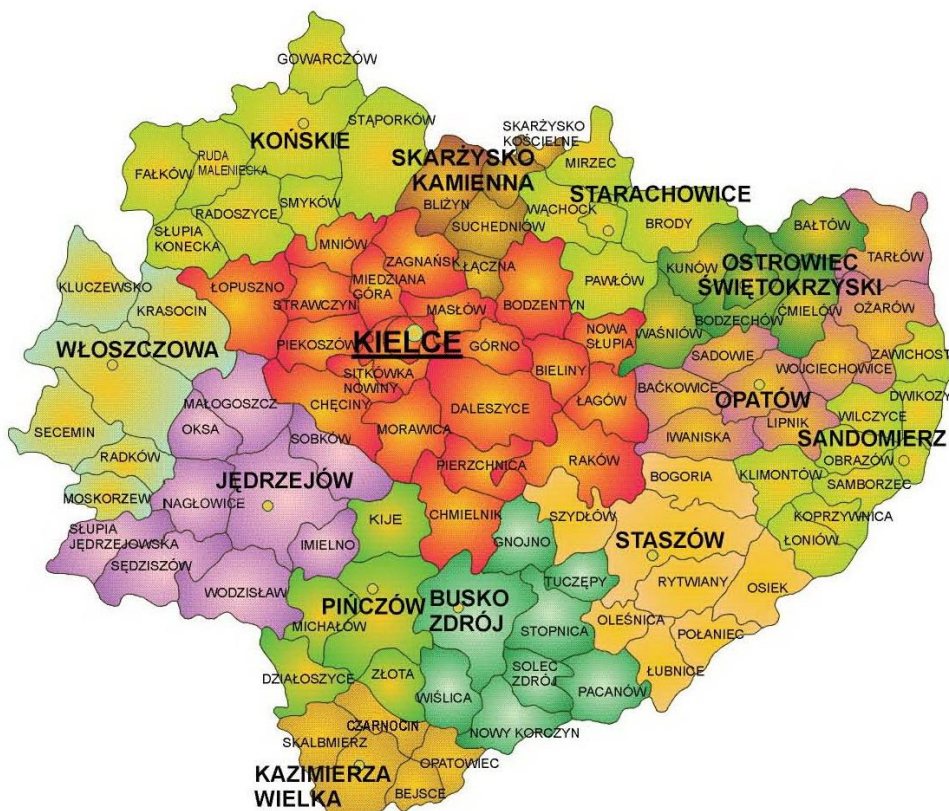 GOWARCZÓW
KOŃSKIE
STĄPORKÓW
FAŁKÓW
RUDA
MALENIECKA
RADOSZYCE
SMYKÓW
SŁUPIA
KONECKA
SKARŻYSKO
KOŚCIELNE
SKARŻYSKO
KAMIENNA
BLIŻYN
SUCHEDNIÓW
ŁĄCZNA
MIRZEC
STARACHOWICE
WĄCHOCK
BRODY
PAWŁÓW
BAŁTÓW
KUNÓW
OSTROWIEC
ŚWIĘTOKRZYSKI
BODZECHÓW
ĆMIELÓW
WAŚNIÓW
TARŁÓW
OŻARÓW
SADOWIE
WOJCIECHOWICE
BAĆKOWICE
OPATÓW
LIPNIK
IWANISKA
ZAWICHOST
DWIKOZY
WILCZYCE
SANDOMIERZ
OBRAZÓW
SAMBORZEC
KLIMONTÓW
KOPRZYWNICA
ŁONIÓW
KLUCZEWSKO
KRASOCIN
WŁOSZCZOWA
SECEMIN
RADKÓW
MOSKORZEW
MNIÓW
ZAGNAŃSK
ŁOPUSZNO
STRAWCZYN
MIEDZIANA
GÓRA
MASŁÓW
BODZENTYN
PIEKOSZÓW
KIELCE
GÓRNO
NOWA
SŁUPIA
SITKÓWKA
NOWINY
BIELINY
CHĘCINY
MORAWICA
DALESZYCE
ŁAGÓW
PIERZCHNICA
RAKÓW
CHMIELNIK
MAŁOGOSZCZ
OKSA
SOBKÓW
JĘDRZEJÓW
NAGŁOWICE
SŁUPIA
JĘDRZEJOWSKA
SĘDZISZÓW
IMIELNO
WODZISŁAW
KIJE
PIŃCZÓW
MICHAŁÓW
DZIAŁOSZYCE
ZŁOTA
GNOJNO
BUSKO
ZDRÓJ
TUCZĘPY
STOPNICA
SOLEC
ZDRÓJ
WIŚLICA
PACANÓW
NOWY KORCZYN
BOGORIA
SZYDŁÓW
STASZÓW
RYTWIANY
OSIEK
OLEŚNICA
POŁANIEC
ŁUBNICE
CZARNOCIN
SKALBMIERZ
OPATOWIEC
KAZIMIERZA
WIELKA
BEJSCE